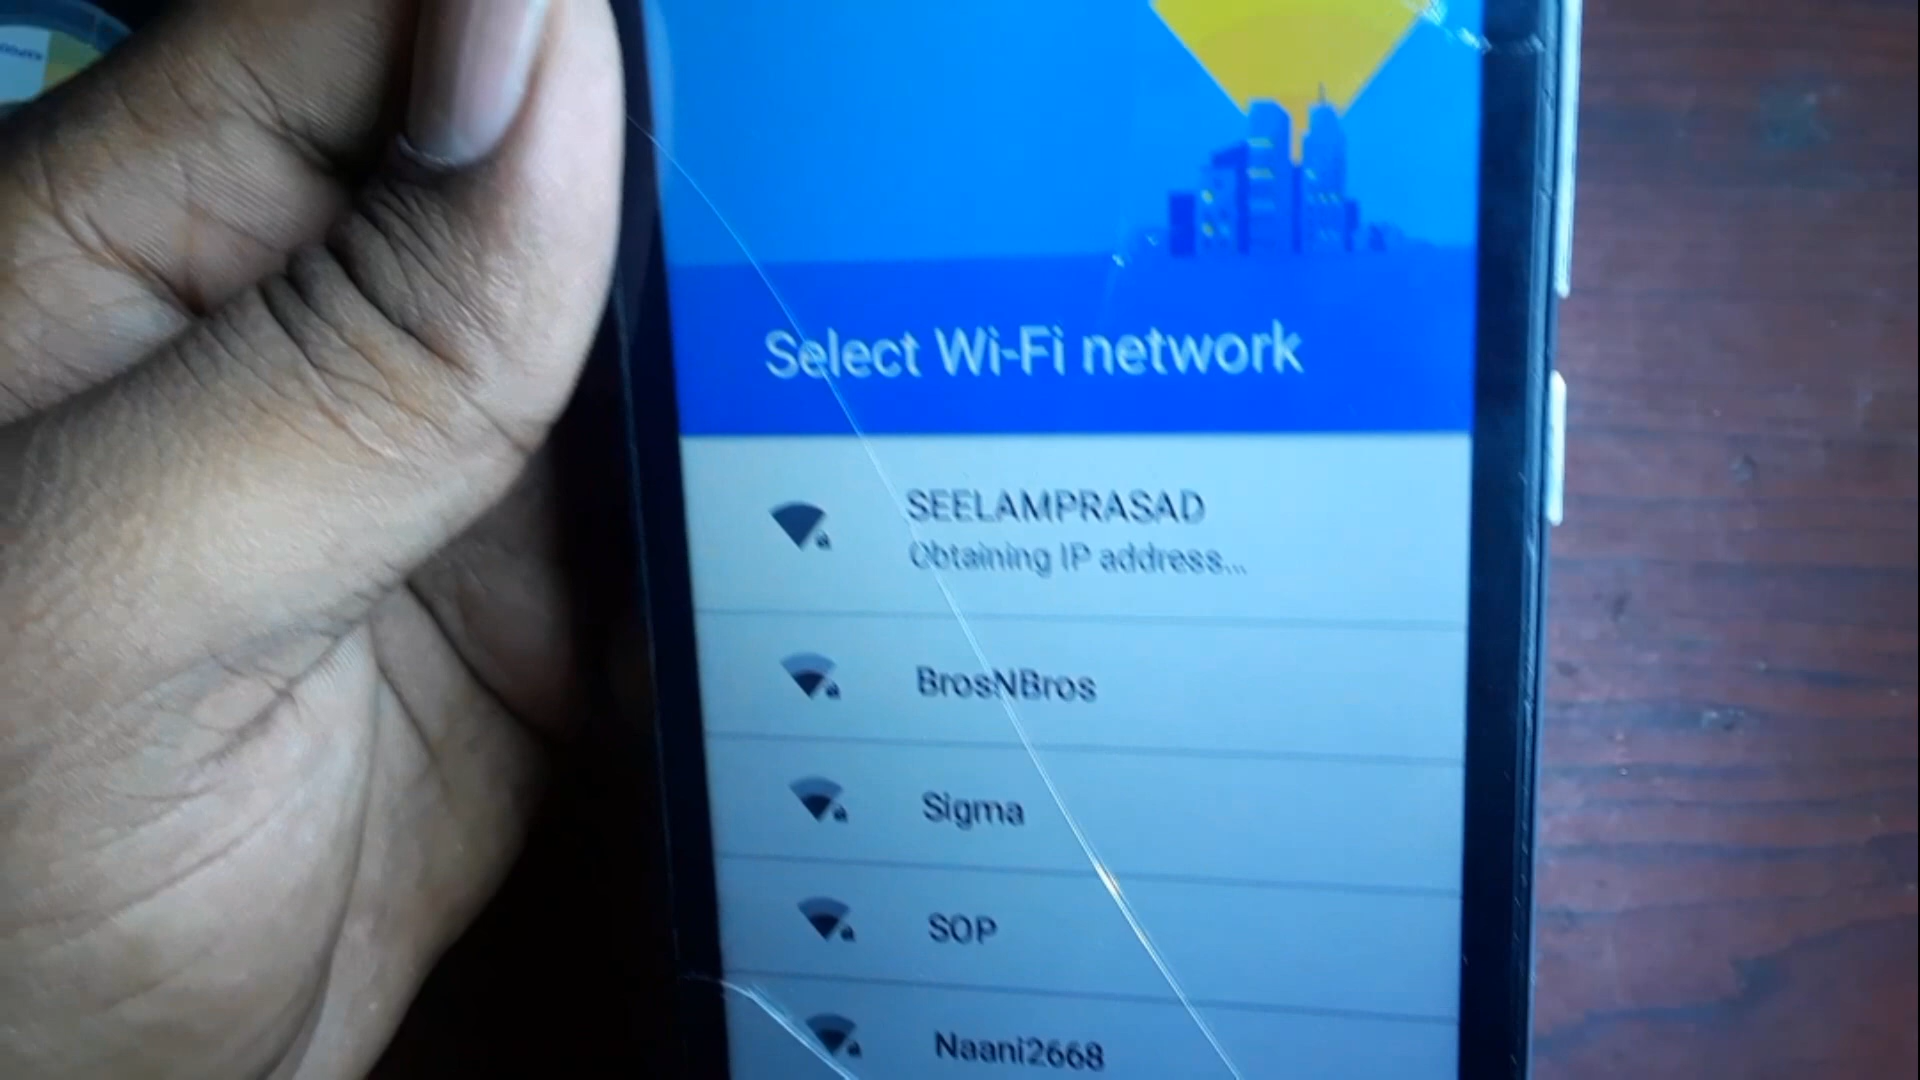 Select Wi-Fi network
SEELAMPRASAD
Obtaining IP address...
BrosNBros
Sigma
SOP
Naani2668